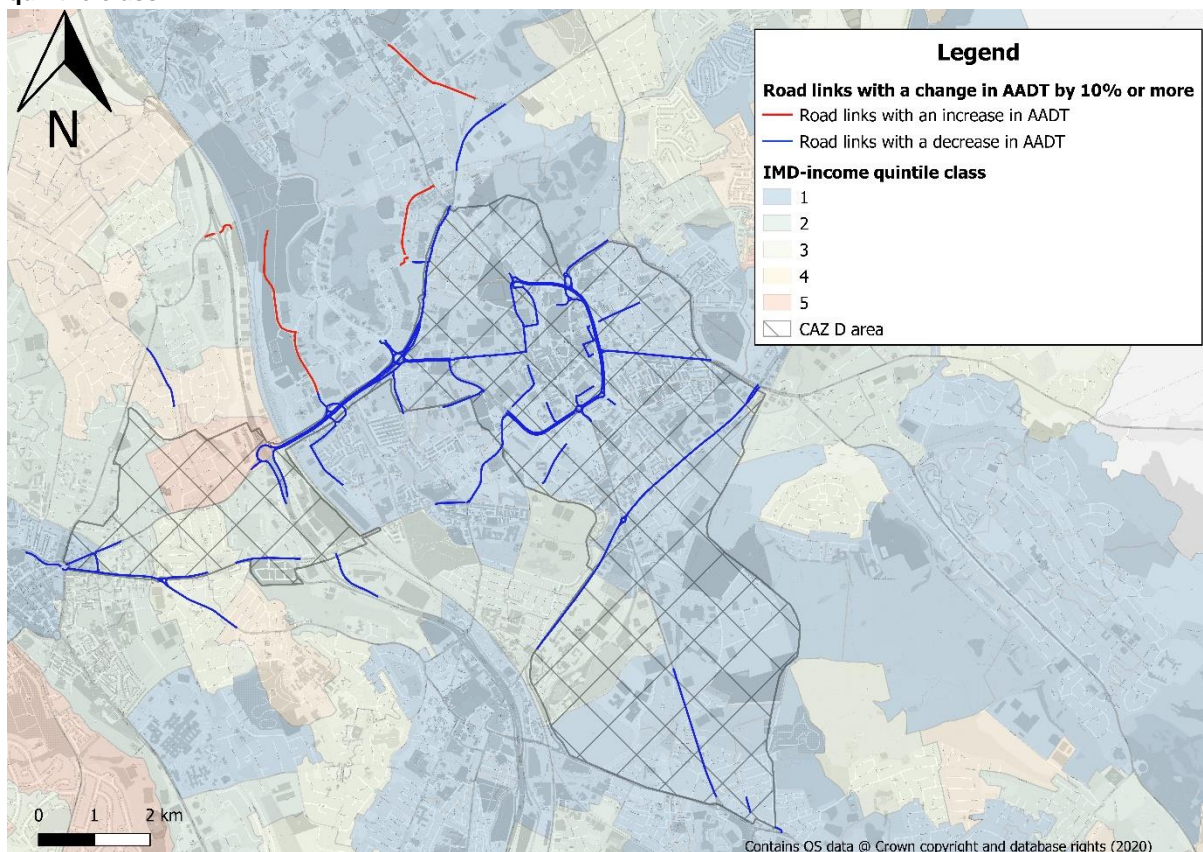 N
Legend
Road links with a change in AADT by 10% or more
Road links with an increase in AADT
Road links with a decrease in AADT
IMD-income quintile class
1
2
3
4
5
CAZ D area
0 1 2 km
Contains OS data @ Crown copyright and database rights (2020)